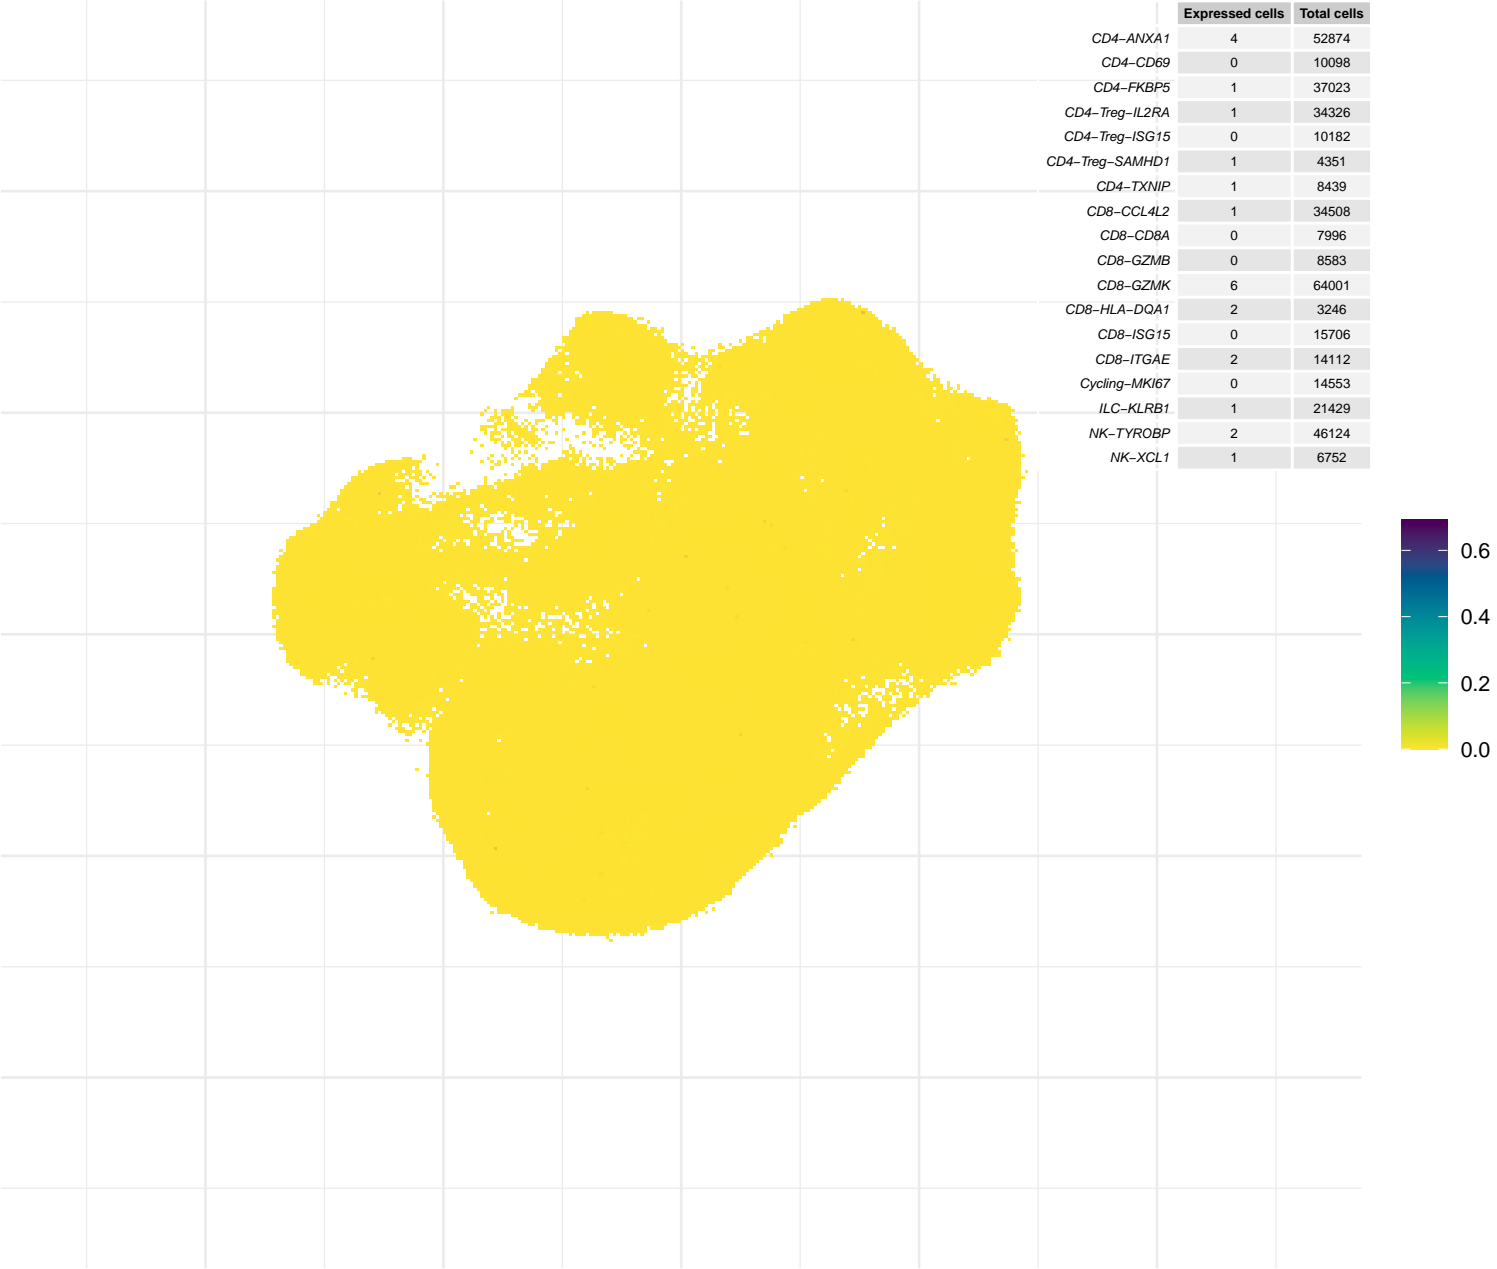 Expressed cells Total cells
CD4−ANXA1 4 52874
CD4−CD69 0 10098
CD4−FKBP5 1 37023
CD4−Treg−IL2RA 1 34326
CD4−Treg−ISG15 0 10182
CD4−Treg−SAMHD1 1 4351
CD4−TXNIP 1 8439
CD8−CCL4L2 1 34508
CD8−CD8A 0 7996
CD8−GZMB 0 8583
CD8−GZMK 6 64001
CD8−HLA−DQA1 2 3246
CD8−ISG15 0 15706
CD8−ITGAE 2 14112
Cycling−MKI67 0 14553
ILC−KLRB1 1 21429
NK−TYROBP 2 46124
NK−XCL1 1 6752
0.6
0.4
0.2
0.0